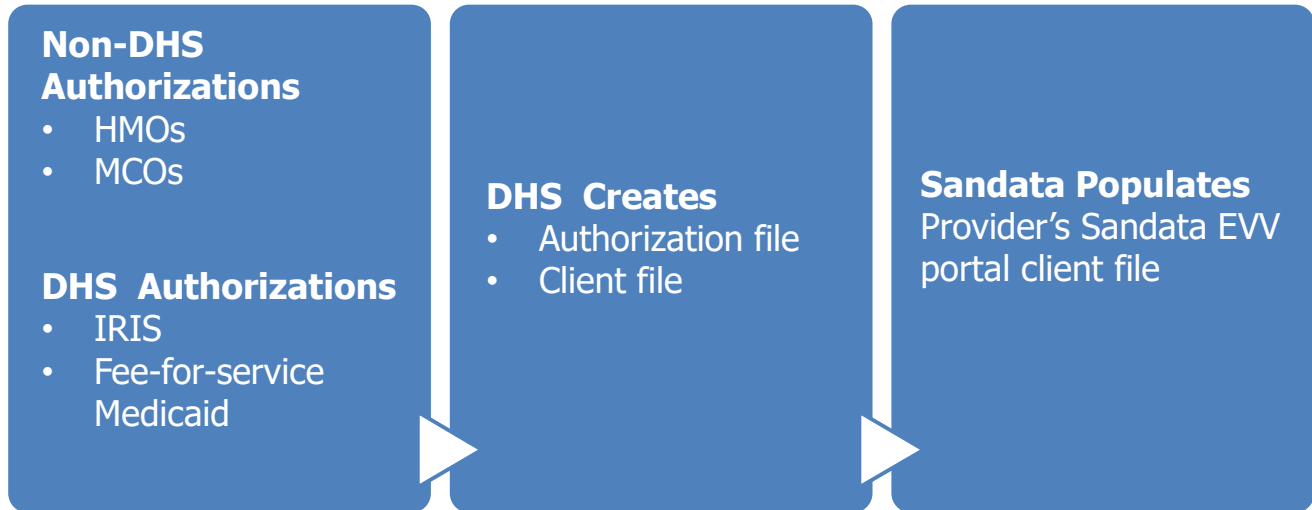 Non-DHS
Authorizations
• HMOs
• MCOs
DHS Authorizations
• IRIS
• Fee-for-service
Medicaid
DHS Creates
• Authorization file
• Client file
Sandata Populates
Provider’s Sandata EVV
portal client file